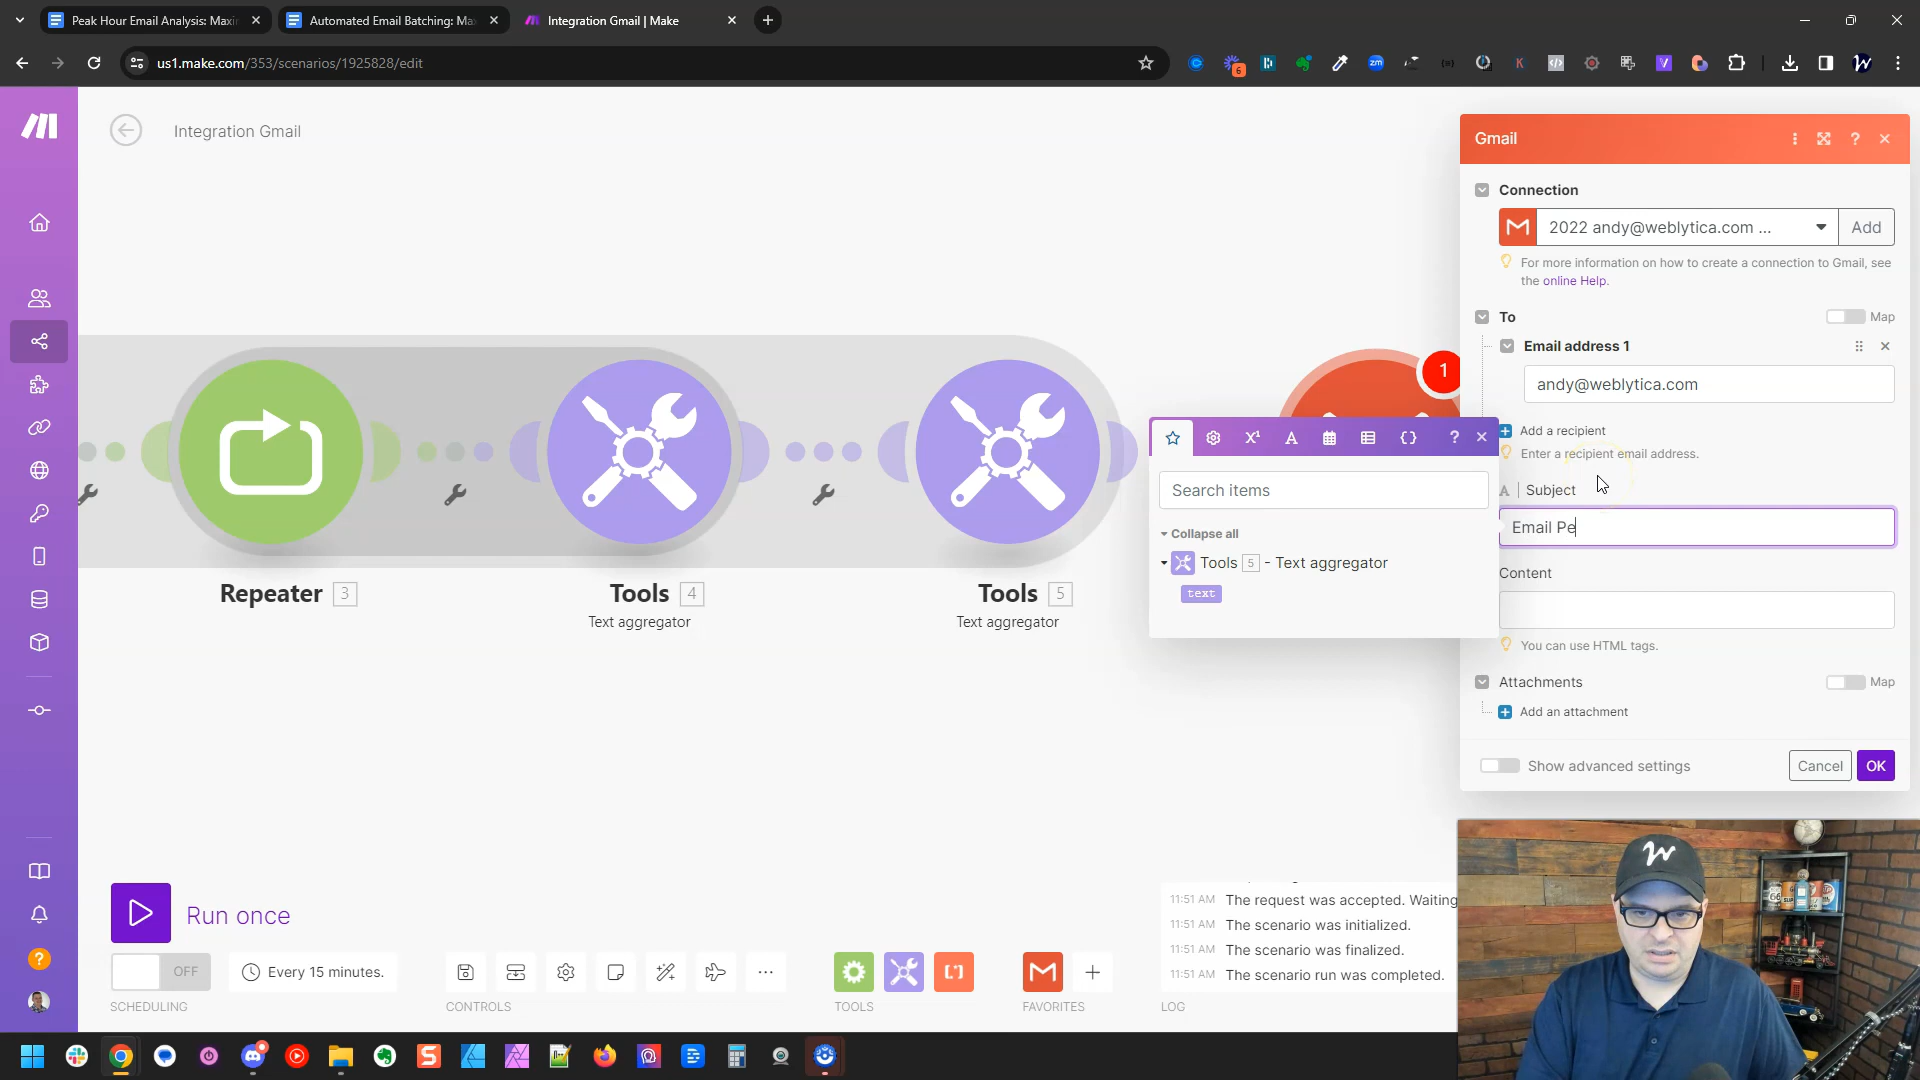 Peak Hour Email Analysis: Maxi
Automated Email Batching: Ma
Integration Gmail | Make
us1.make.com/353/scenarios/1925828/edit
6
zm
K
V
Integration Gmail
Gmail
?
Connection
2022 andy@weblytica.com ...
Add
For more information on how to create a connection to Gmail, see
the online Help.
To
Map
Email address 1
andy@weblytica.com
1
Add a recipient
Enter a recipient email address.
Subject
Email Pe
Search items
Collapse all
Tools 5 - Text aggregator
text
Content
You can use HTML tags.
Repeater 3
Tools 4
Text aggregator
Tools 5
Text aggregator
Attachments
Map
Add an attachment
Show advanced settings
Cancel
OK
Run once
OFF
Every 15 minutes.
SCHEDULING
CONTROLS
TOOLS
FAVORITES
LOG
11:51 AM The request was accepted. Waiting
11:51 AM The scenario was initialized.
11:51 AM The scenario was finalized.
11:51 AM The scenario run was completed.